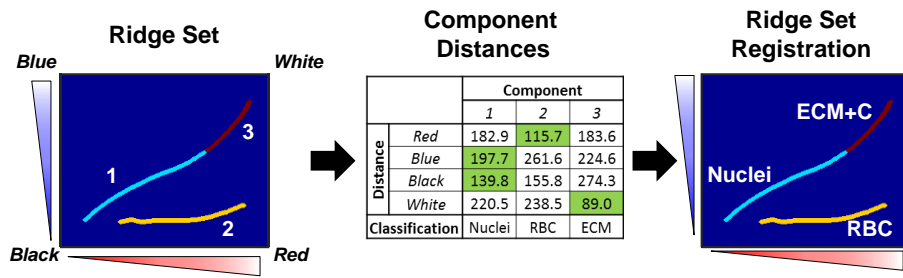 Ridge Set
Blue
White
3
1
2
Black
Red
Component
Distances
Component
1 2 3
Distance
Red 182.9 115.7 183.6
Blue 197.7 261.6 224.6
Black 139.8 155.8 274.3
White 220.5 238.5 89.0
Classification Nuclei RBC ECM
Ridge Set
Registration
ECM+C
Nuclei
RBC